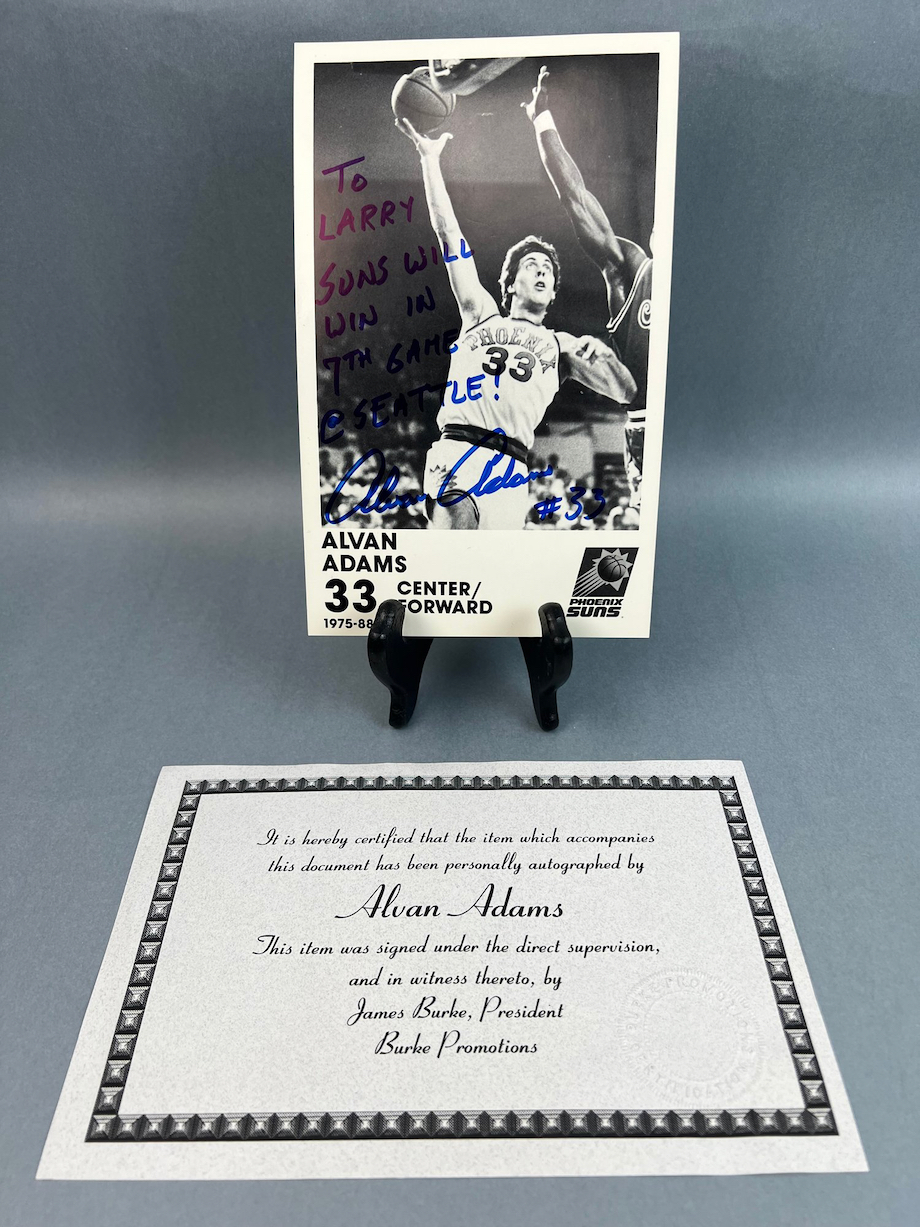 TO
LARRY
SUNS WILL
WIN IN
7TH GAME
@ SEATTLE!
PHOENIX
33
Alvan Adams
#33
ALVAN
ADAMS
33 CENTER/
FORWARD
1975-88
PHOENIX
SUNS
It is hereby certified that the item which accompanies
this document has been personally autographed by
Alvan Adams
This item was signed under the direct supervision,
and in witness thereto, by
James Burke, President
Burke Promotions